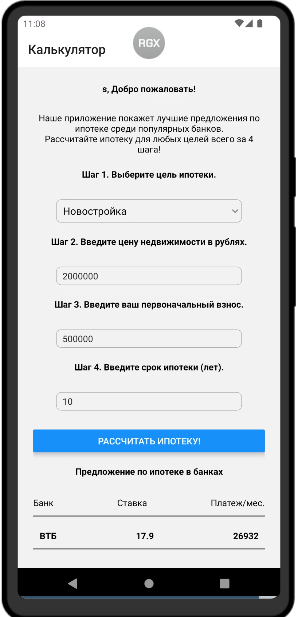 11:08
Калькулятор
RGX
s, Добро пожаловать!
Наше приложение покажет лучшие предложения по
ипотеке среди популярных банков.
Рассчитайте ипотеку для любых целей всего за 4
шага!
Шаг 1. Выберите цель ипотеки.
Новостройка
Шаг 2. Введите цену недвижимости в рублях.
2000000
Шаг 3. Введите ваш первоначальный взнос.
500000
Шаг 4. Введите срок ипотеки (лет).
10
РАССЧИТАТЬ ИПОТЕКУ!
Предложение по ипотеке в банках
Банк Ставка Платеж/мес.
ВТБ 17.9 26932